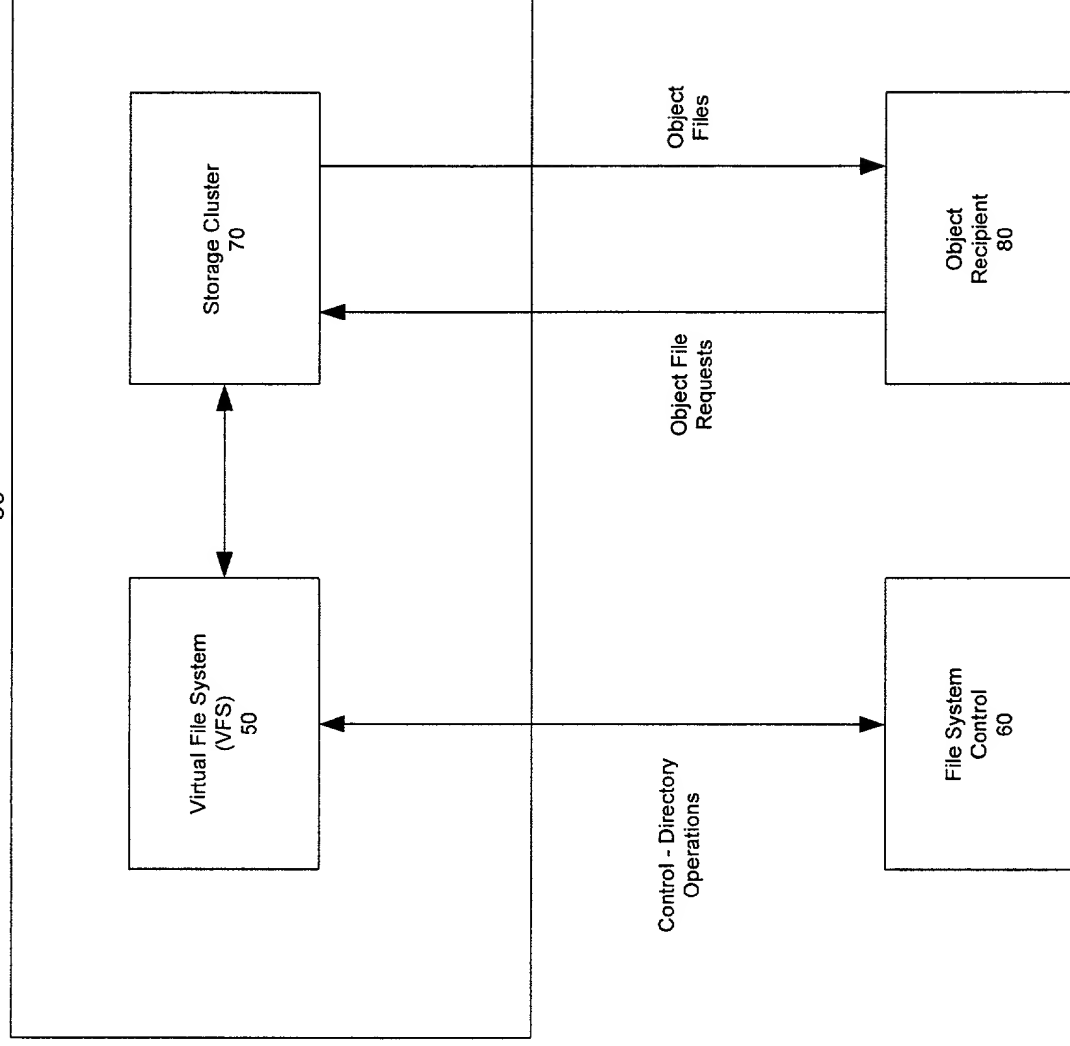 Virtual File System
(VFS)
50
Storage Cluster
70
Control - Directory
Operations
Object File
Requests
Object
Files
File System
Control
60
Object
Recipient
80